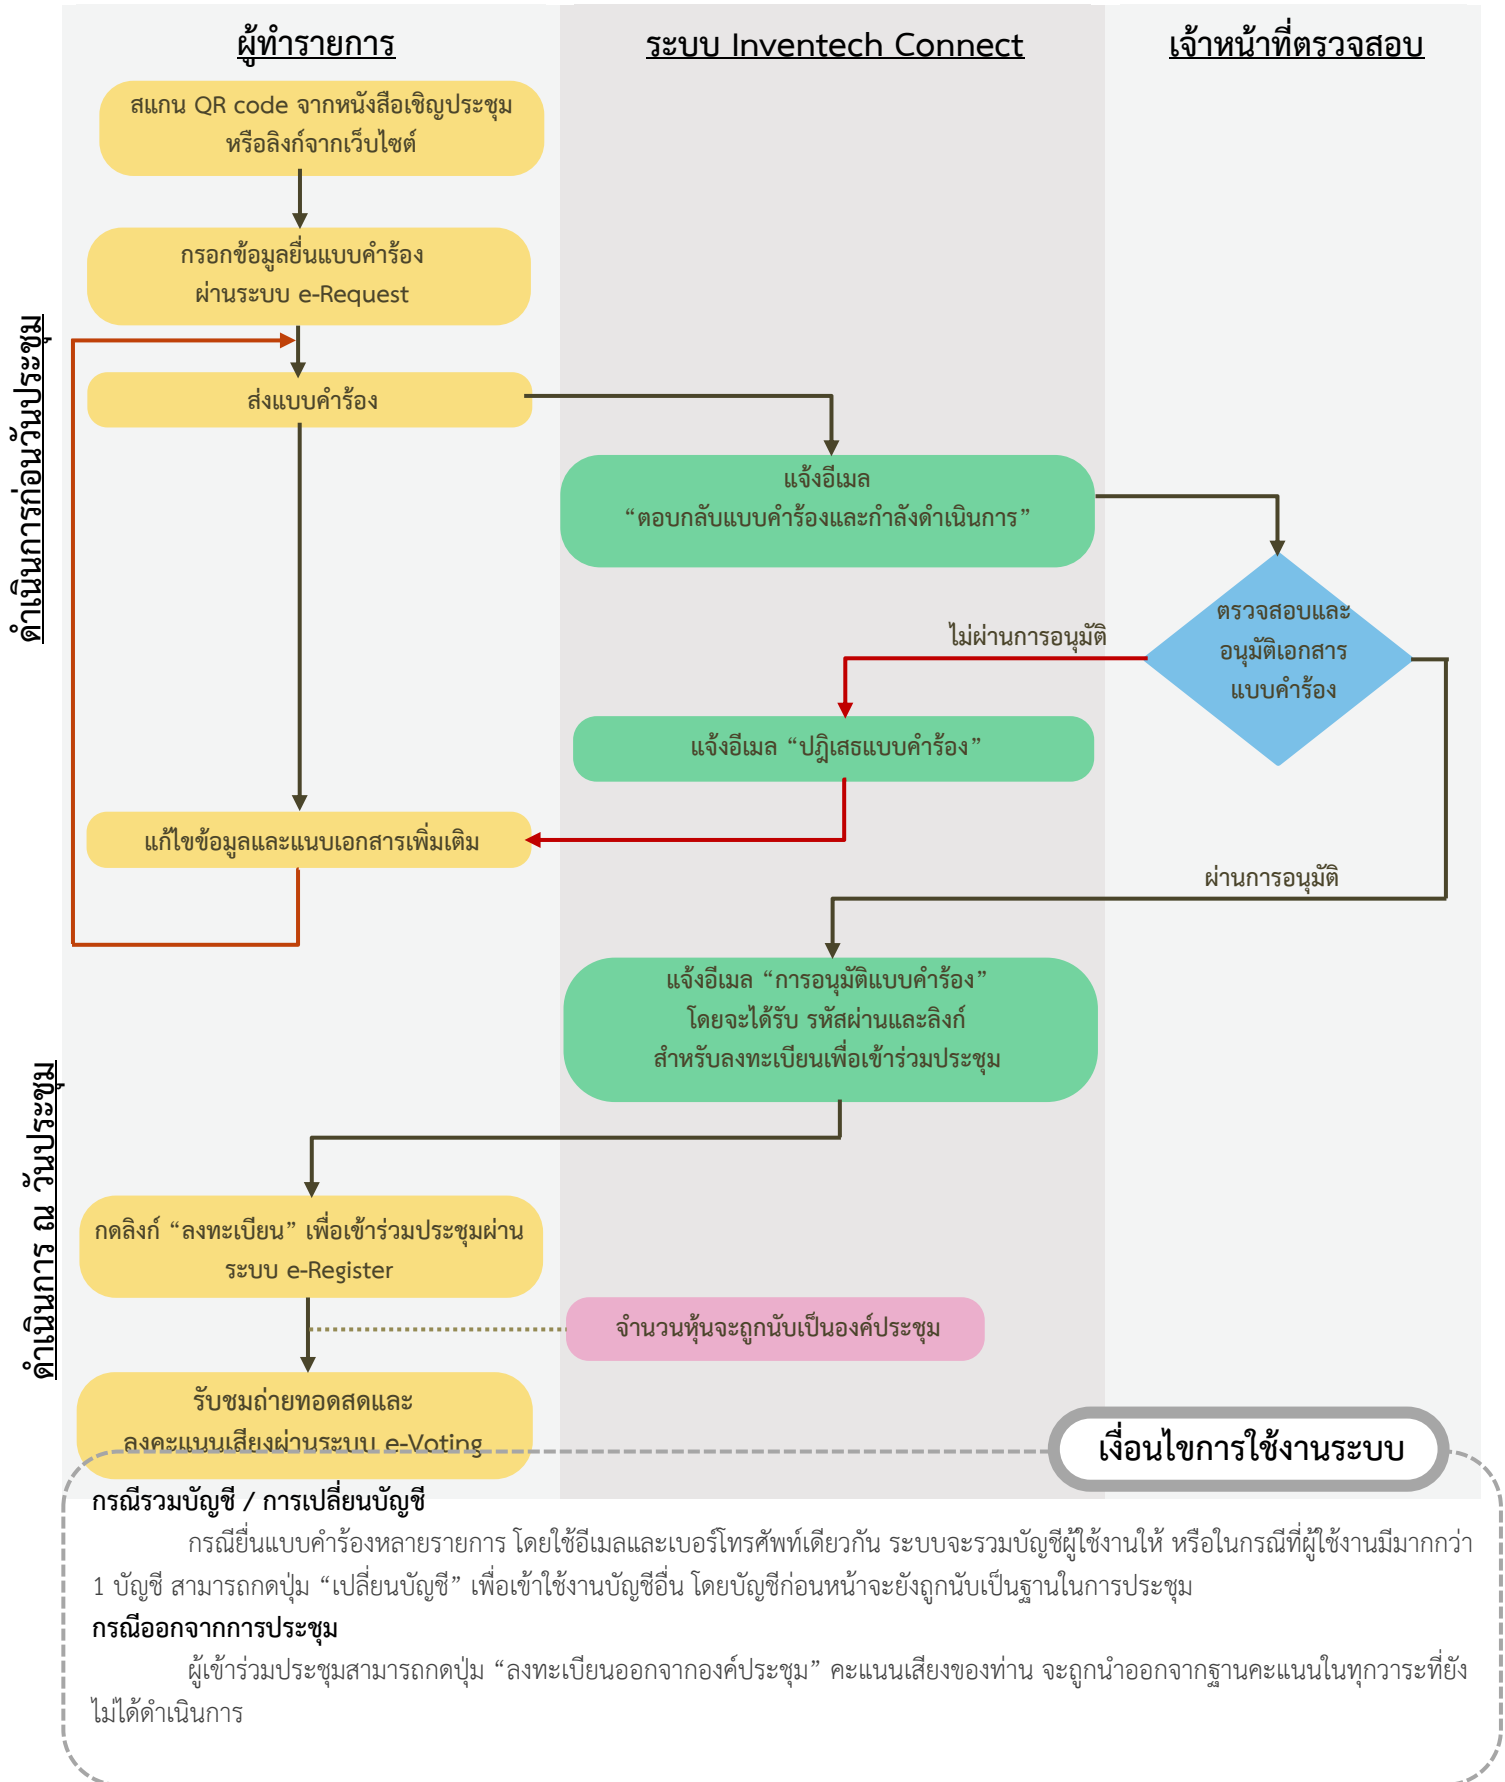 ผู้ทำรายการ
ระบบ Inventech Connect
เจ้าหน้าที่ตรวจสอบ
ดำเนินการก่อนวันประชุม
สแกน QR code จากหนังสือเชิญประชุม
หรือลิงก์จากเว็บไซต์
กรอกข้อมูลยื่นแบบคำร้อง
ผ่านระบบ e-Request
ส่งแบบคำร้อง
แจ้งอีเมล
“ตอบกลับแบบคำร้องและกำลังดำเนินการ”
ตรวจสอบและ
อนุมัติเอกสาร
แบบคำร้อง
ไม่ผ่านการอนุมัติ
แจ้งอีเมล “ปฎิเสธแบบคำร้อง”
แก้ไขข้อมูลและแนบเอกสารเพิ่มเติม
ผ่านการอนุมัติ
แจ้งอีเมล “การอนุมัติแบบคำร้อง”
โดยจะได้รับ รหัสผ่านและลิงก์
สำหรับลงทะเบียนเพื่อเข้าร่วมประชุม
ดำเนินการ ณ วันประชุม
กดลิงก์ “ลงทะเบียน” เพื่อเข้าร่วมประชุมผ่าน
ระบบ e-Register
จำนวนหุ้นจะถูกนับเป็นองค์ประชุม
รับชมถ่ายทอดสดและ
ลงคะแนนเสียงผ่านระบบ e-Voting
เงื่อนไขการใช้งานระบบ
กรณีรวมบัญชี / การเปลี่ยนบัญชี
กรณียื่นแบบคำร้องหลายรายการ โดยใช้อีเมลและเบอร์โทรศัพท์เดียวกัน ระบบจะรวมบัญชีผู้ใช้งานให้ หรือในกรณีที่ผู้ใช้งานมีมากกว่า
1 บัญชี สามารถกดปุ่ม “เปลี่ยนบัญชี” เพื่อเข้าใช้งานบัญชีอื่น โดยบัญชีก่อนหน้าจะยังถูกนับเป็นฐานในการประชุม
กรณีออกจากการประชุม
ผู้เข้าร่วมประชุมสามารถกดปุ่ม “ลงทะเบียนออกจากองค์ประชุม” คะแนนเสียงของท่าน จะถูกนำออกจากฐานคะแนนในทุกวาระที่ยัง
ไม่ได้ดำเนินการ